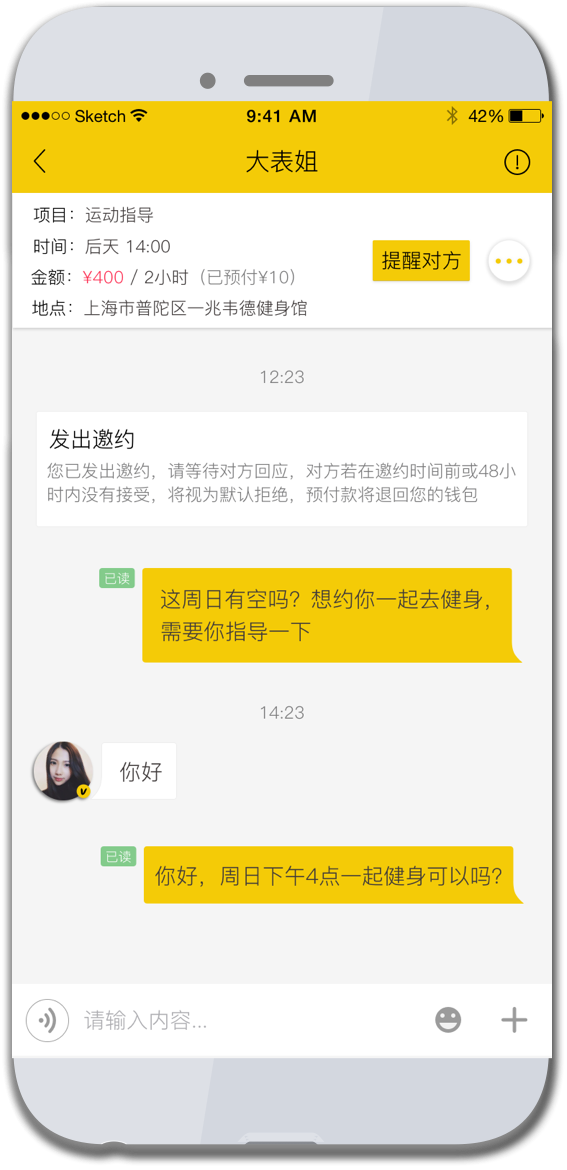 Sketch 9:41 AM 42%
大表姐
项目：运动指导
时间：后天 14:00
金额：¥400 / 2小时（已预付¥10）
地点：上海市普陀区一兆韦德健身馆
提醒对方
12:23
发出邀约
您已发出邀约，请等待对方回应，对方若在邀约时间前或48小
时内没有接受，将视为默认拒绝，预付款将退回您的钱包
已读
这周日有空吗？想约你一起去健身，
需要你指导一下
14:23
你好
已读
你好，周日下午4点一起健身可以吗？
请输入内容...